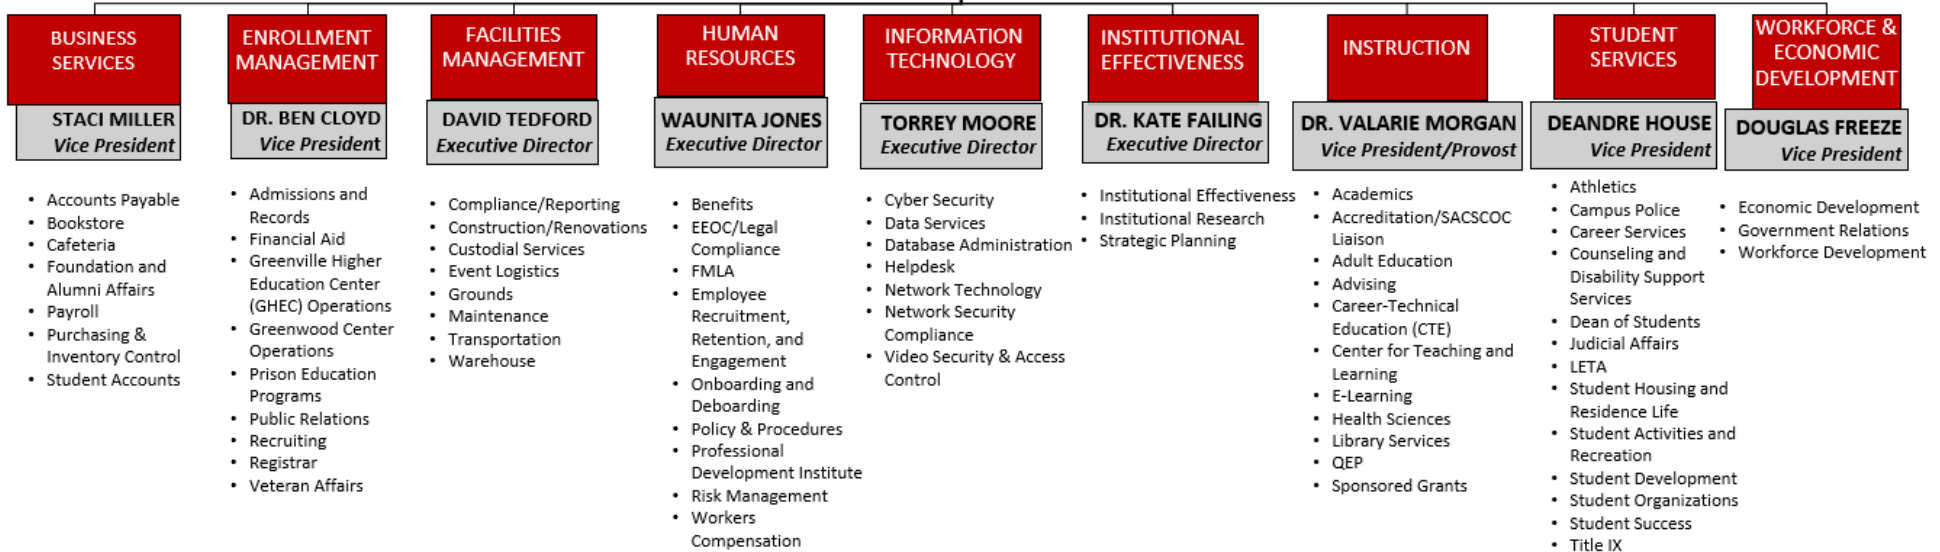 BUSINESS
SERVICES
STACI MILLER
Vice President
• Accounts Payable
• Bookstore
• Cafeteria
• Foundation and
Alumni Affairs
• Payroll
• Purchasing &
Inventory Control
• Student Accounts
ENROLLMENT
MANAGEMENT
DR. BEN CLOYD
Vice President
• Admissions and
Records
• Financial Aid
• Greenville Higher
Education Center
(GHEC) Operations
• Greenwood Center
Operations
• Prison Education
Programs
• Public Relations
• Recruiting
• Registrar
• Veteran Affairs
FACILITIES
MANAGEMENT
DAVID TEDFORD
Executive Director
• Compliance/Reporting
• Construction/Renovations
• Custodial Services
• Event Logistics
• Grounds
• Maintenance
• Transportation
• Warehouse
HUMAN
RESOURCES
WAUNITA JONES
Executive Director
• Benefits
• EEOC/Legal
Compliance
• FMLA
• Employee
Recruitment,
Retention, and
Engagement
• Onboarding and
Deboarding
• Policy & Procedures
• Professional
Development Institute
• Risk Management
• Workers
Compensation
INFORMATION
TECHNOLOGY
TORREY MOORE
Executive Director
• Cyber Security
• Data Services
• Database Administration
• Helpdesk
• Network Technology
• Network Security
Compliance
• Video Security & Access
Control
INSTITUTIONAL
EFFECTIVENESS
DR. KATE FAILING
Executive Director
• Institutional Effectiveness
• Institutional Research
• Strategic Planning
INSTRUCTION
DR. VALARIE MORGAN
Vice President/Provost
• Academics
• Accreditation/SACSCOC
Liaison
• Adult Education
• Advising
• Career-Technical
Education (CTE)
• Center for Teaching and
Learning
• E-Learning
• Health Sciences
• Library Services
• QEP
• Sponsored Grants
STUDENT
SERVICES
DEANDRE HOUSE
Vice President
• Athletics
• Campus Police
• Career Services
• Counseling and
Disability Support
Services
• Dean of Students
• Judicial Affairs
• LETA
• Student Housing and
Residence Life
• Student Activities and
Recreation
• Student Development
• Student Organizations
• Student Success
• Title IX
WORKFORCE &
ECONOMIC
DEVELOPMENT
DOUGLAS FREEZE
Vice President
• Economic Development
• Government Relations
• Workforce Development